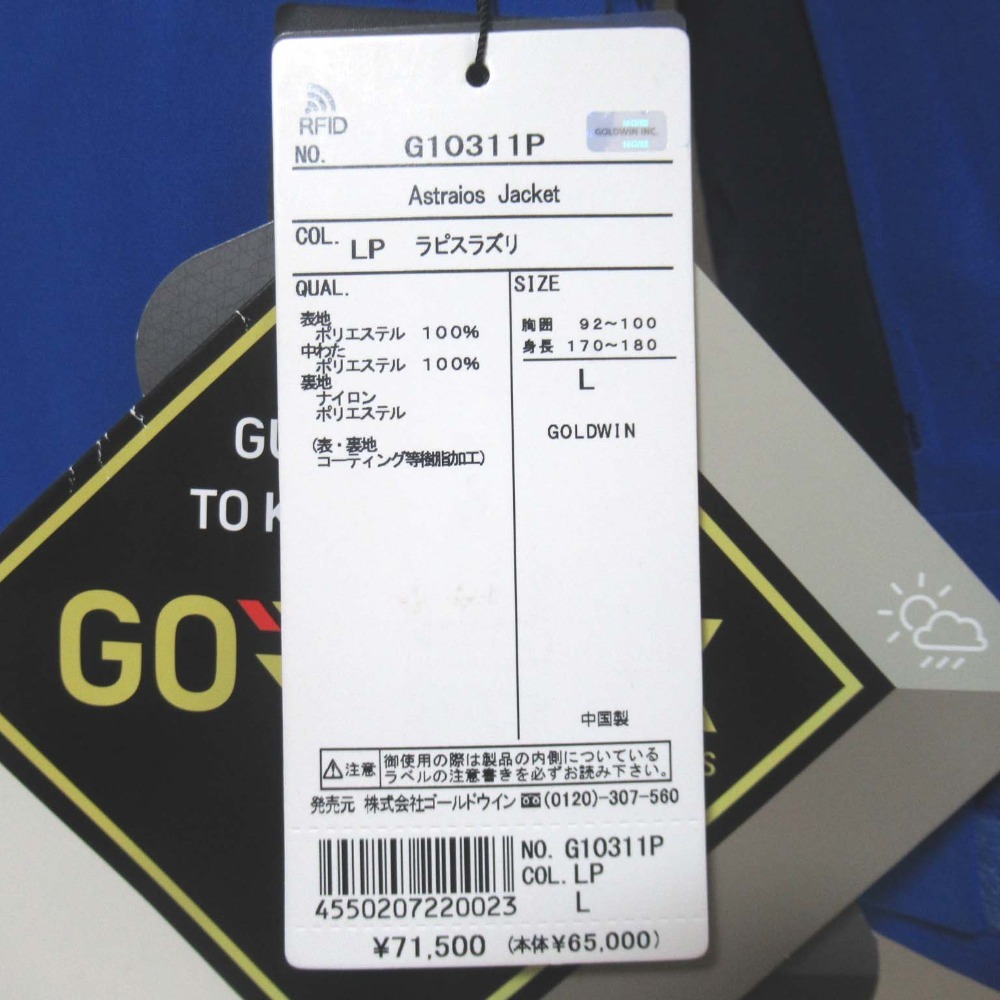 RFID
NO. G10311P
MOI店
GOLDWIN INC.
Astraios Jacket
COL. LP ラピスラズリ
QUAL.
表地
ポリエステル 100%
中わた
ポリエステル 100%
裏地
ナイロン
ポリエステル
(表・裏地
コーティング等樹脂加工)
SIZE
胸囲 92~100
身長 170~180
L
GOLDWIN
中国製
注意 御使用の際は製品の内側についている
ラベルの注意書きを必ずお読み下さい。
発売元 株式会社ゴールドウイン (0120)-307-560
4550207220023
NO. G10311P
COL. LP
L
¥71,500 (本体¥65,000)
GU
TO K
GO
S